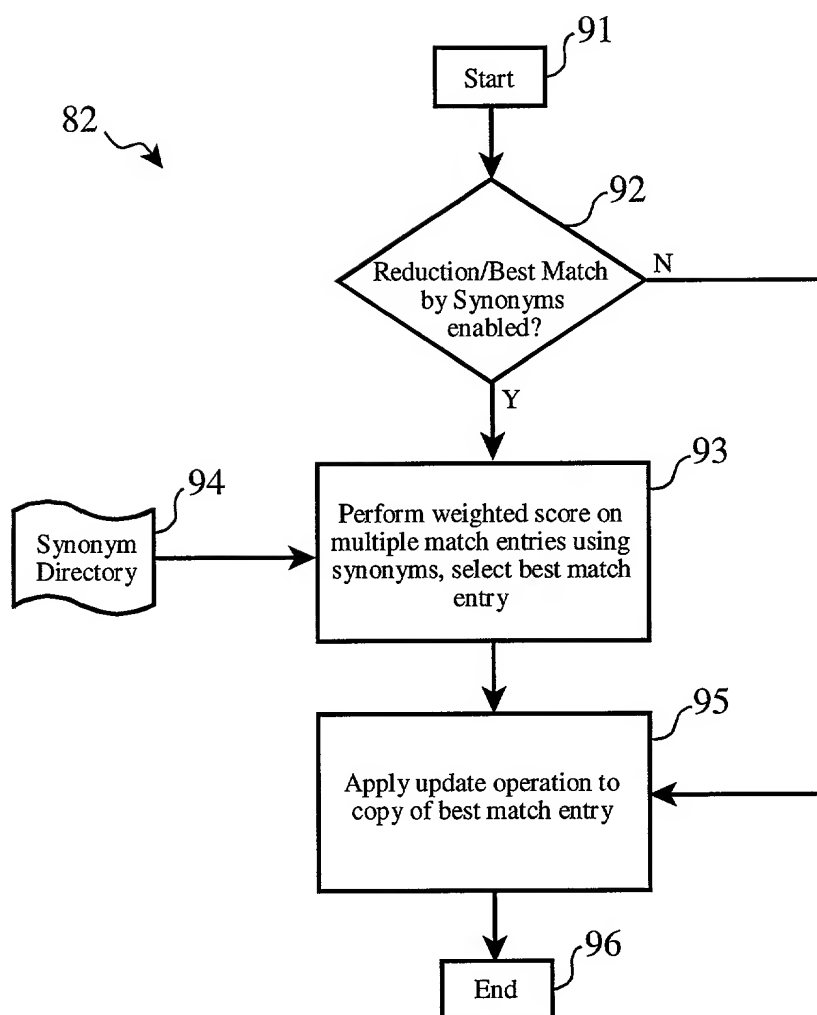 91
Start
82
92
Reduction/Best Match
by Synonyms
enabled?
N
Y
93
94
Synonym
Directory
Perform weighted score on
multiple match entries using
synonyms, select best match
entry
95
Apply update operation to
copy of best match entry
96
End